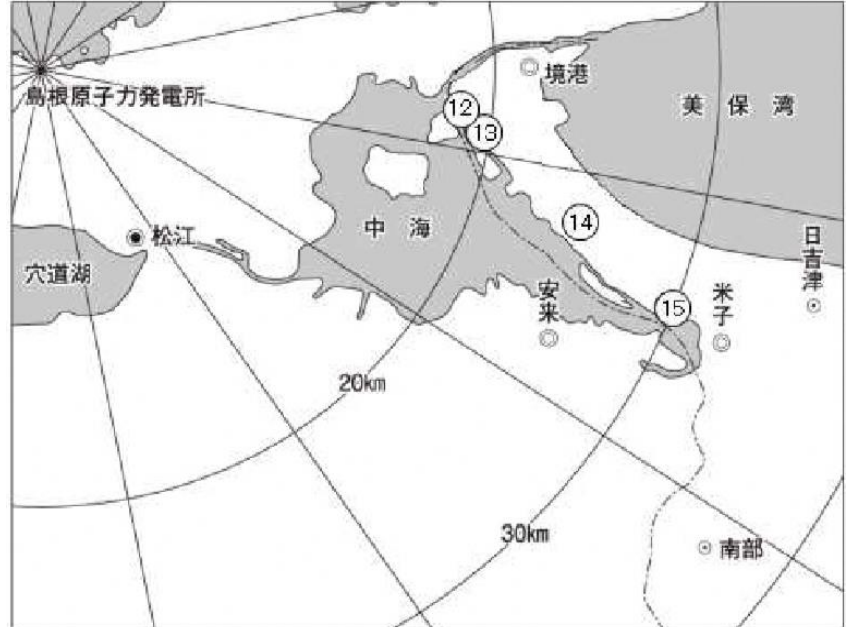 島根原子力発電所
境港
美保湾
⑫
⑬
⑭
中海
松江
穴道湖
日吉津
安来
⑮
米子
20km
30km
南部